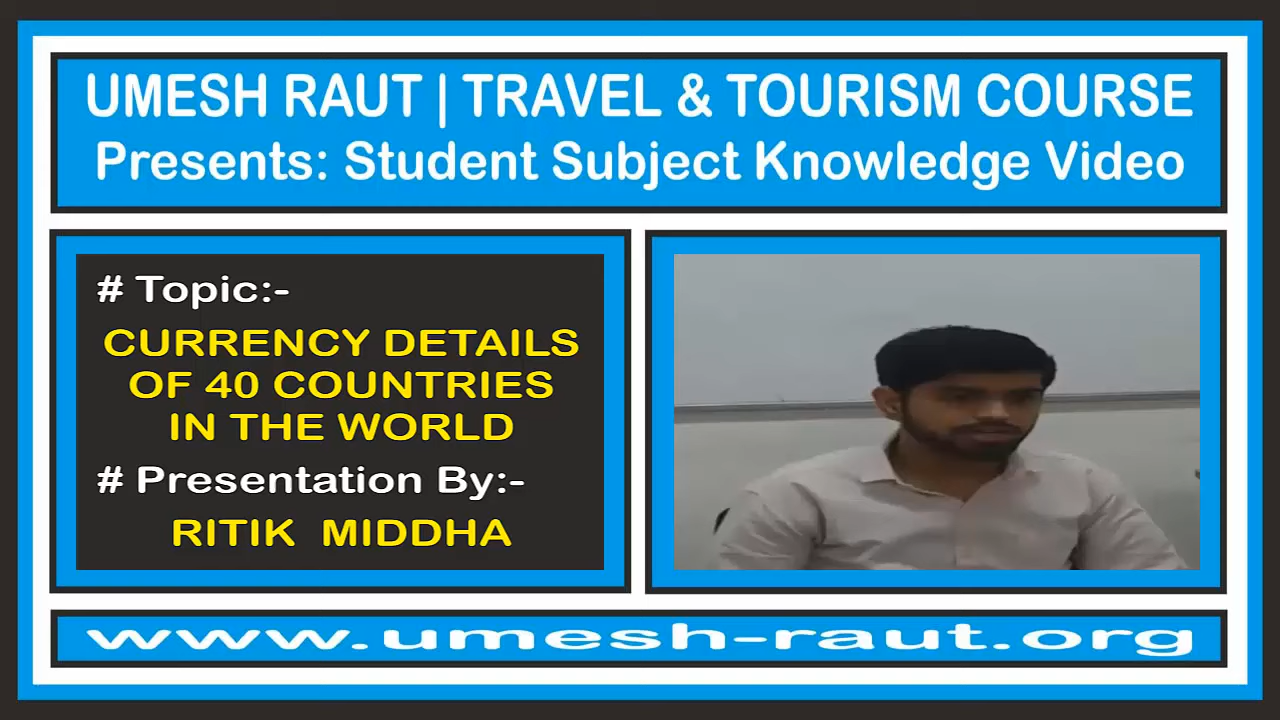 UMESH RAUT | TRAVEL & TOURISM COURSE
Presents: Student Subject Knowledge Video
# Topic:-
CURRENCY DETAILS
OF 40 COUNTRIES
IN THE WORLD
# Presentation By:-
RITIK MIDDHA
www.umesh-raut.org